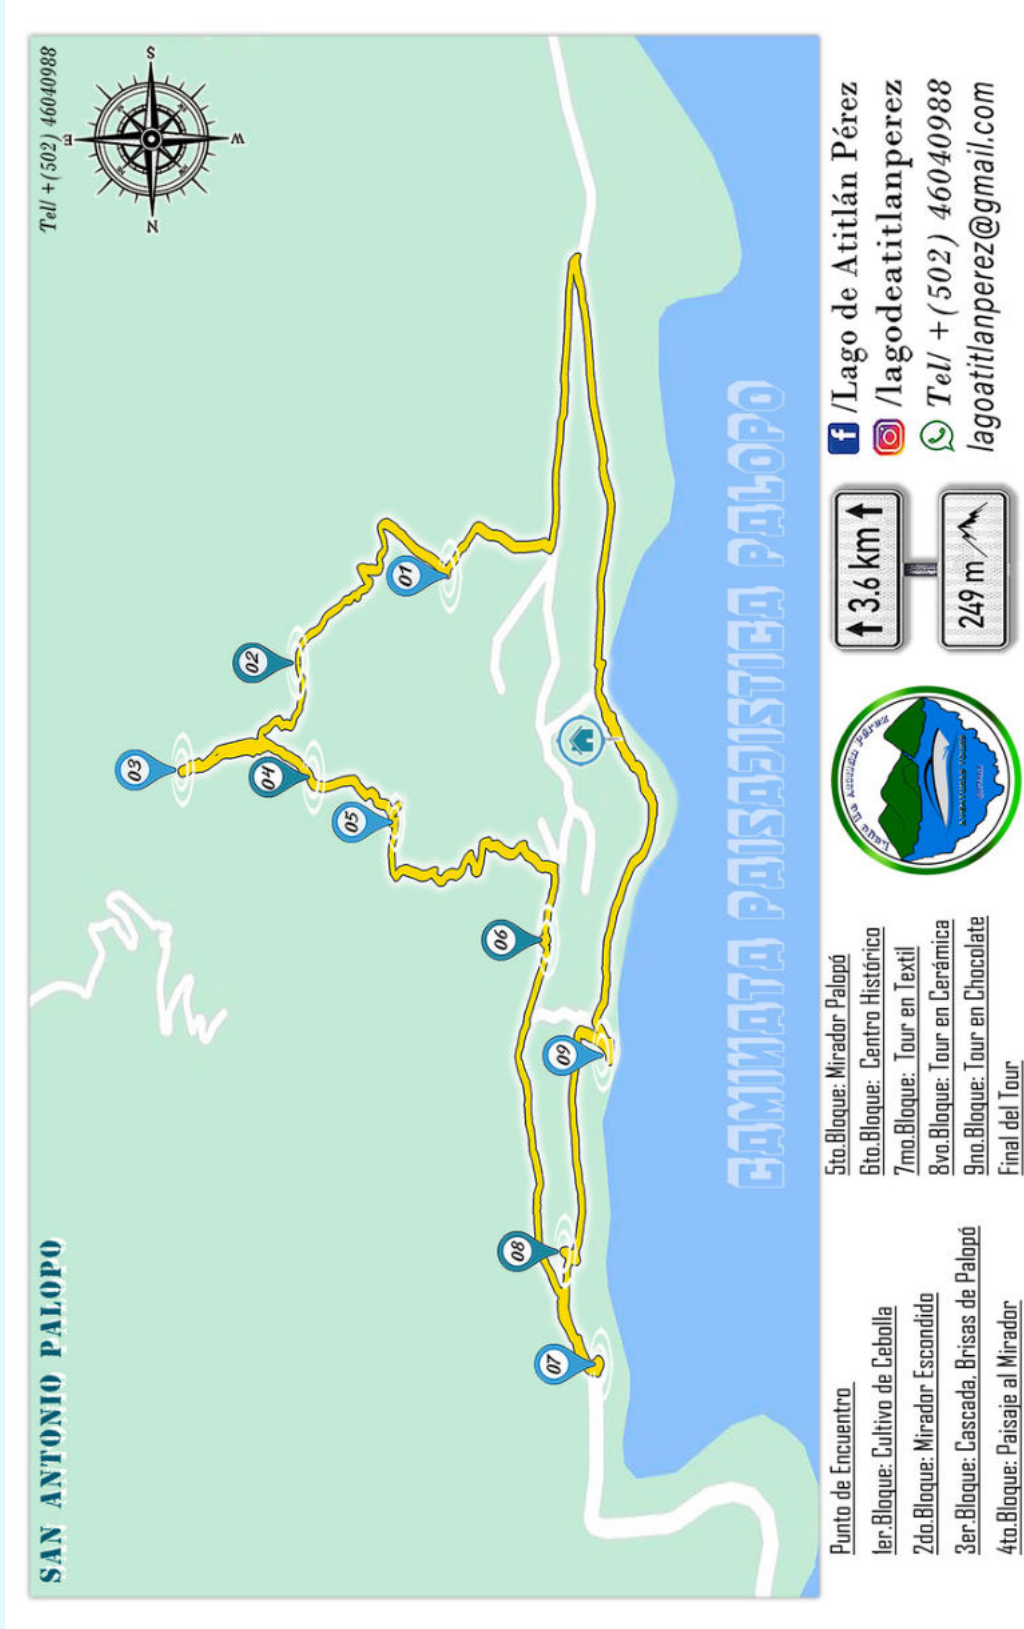 SAN ANTONIO PALOPO
Tel/ +(502) 46040988
N
S
E
W
01
02
03
04
05
06
07
08
09
CAMINATA PAISAJISTICA PALOPO
Punto de Encuentro
1er.Bloque: Cultivo de Cebolla
2do.Bloque: Mirador Escondido
3er.Bloque: Cascada, Brisas de Palopó
4to.Bloque: Paisaje al Mirador
5to.Bloque: Mirador Palopó
6to.Bloque: Centro Histórico
7mo.Bloque: Tour en Textil
8vo.Bloque: Tour en Cerámica
9no.Bloque: Tour en Chocolate
Final del Tour
3.6 km
249 m
/Lago de Atitlán Pérez
/lagodeatitlanperez
Tel/ +(502) 46040988
lagoatitlanperez@gmail.com